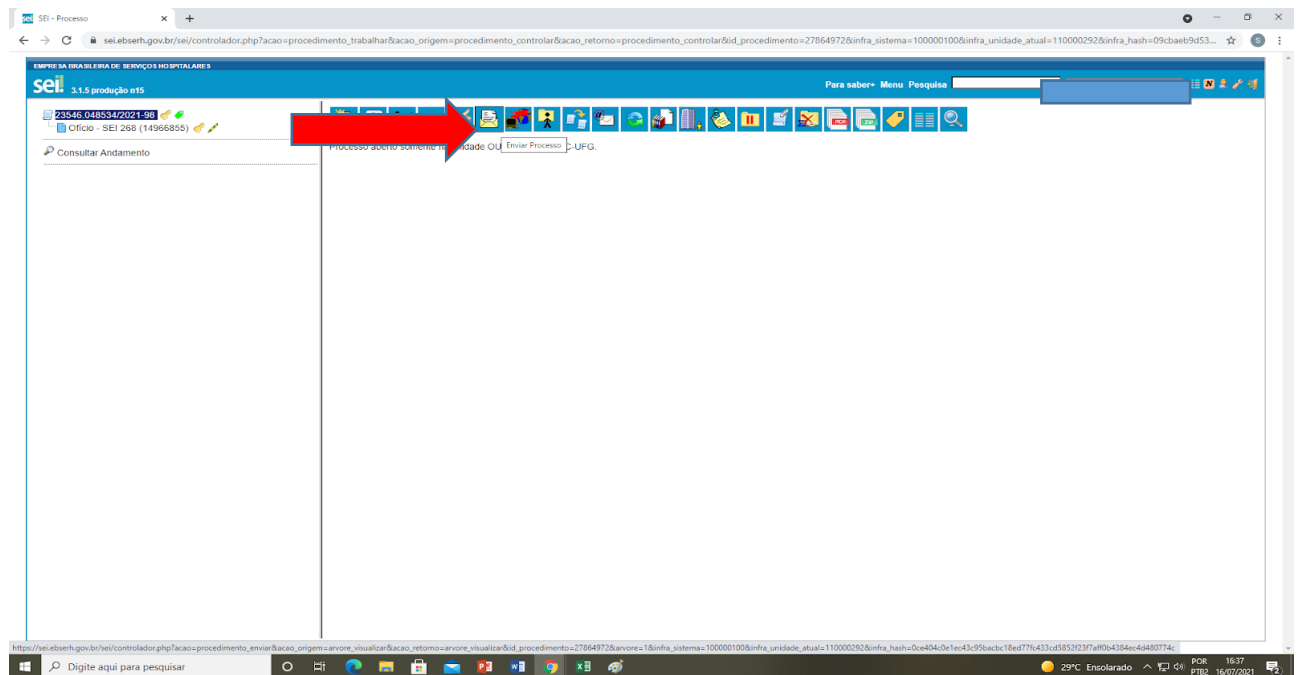 SEI - Processo
sei.ebserh.gov.br/sei/controlador.php?acao=procedimento_trabalhar&acao_origem=procedimento_controlar&acao_retorno=procedimento_controlar&id_procedimento=27864972&infra_sistema=100000100&infra_unidade_atual=110000292&infra_hash=09cbaeb9d53...
S
EMPRESA BRASILEIRA DE SERVIÇOS HOSPITALARES
sei! 3.1.5 produção n15
Para saber+ Menu Pesquisa
23546.048534/2021-98
Ofício - SEI 268 (14966855)
Consultar Andamento
Processo aberto somente na unidade OU C-UFG.
Enviar Processo
https://sei.ebserh.gov.br/sei/controlador.php?acao=procedimento_enviar&acao_origem=arvore_visualizar&acao_retorno=arvore_visualizar&id_procedimento=27864972&arvore=1&infra_sistema=100000100&infra_unidade_atual=110000292&infra_hash=
Digite aqui para pesquisar
29°C Ensolarado
POR 16:37
PTB2 16/07/2021
2